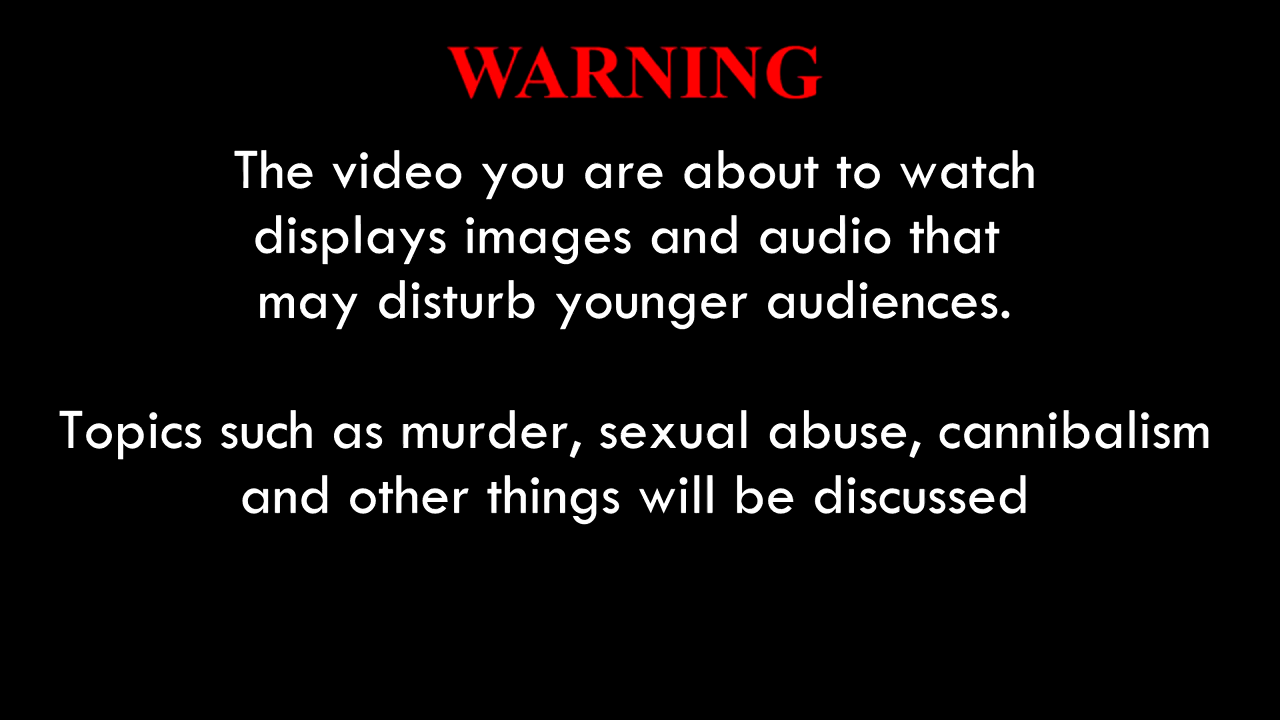 WARNING
The video you are about to watch
displays images and audio that
may disturb younger audiences.
Topics such as murder, sexual abuse, cannibalism
and other things will be discussed